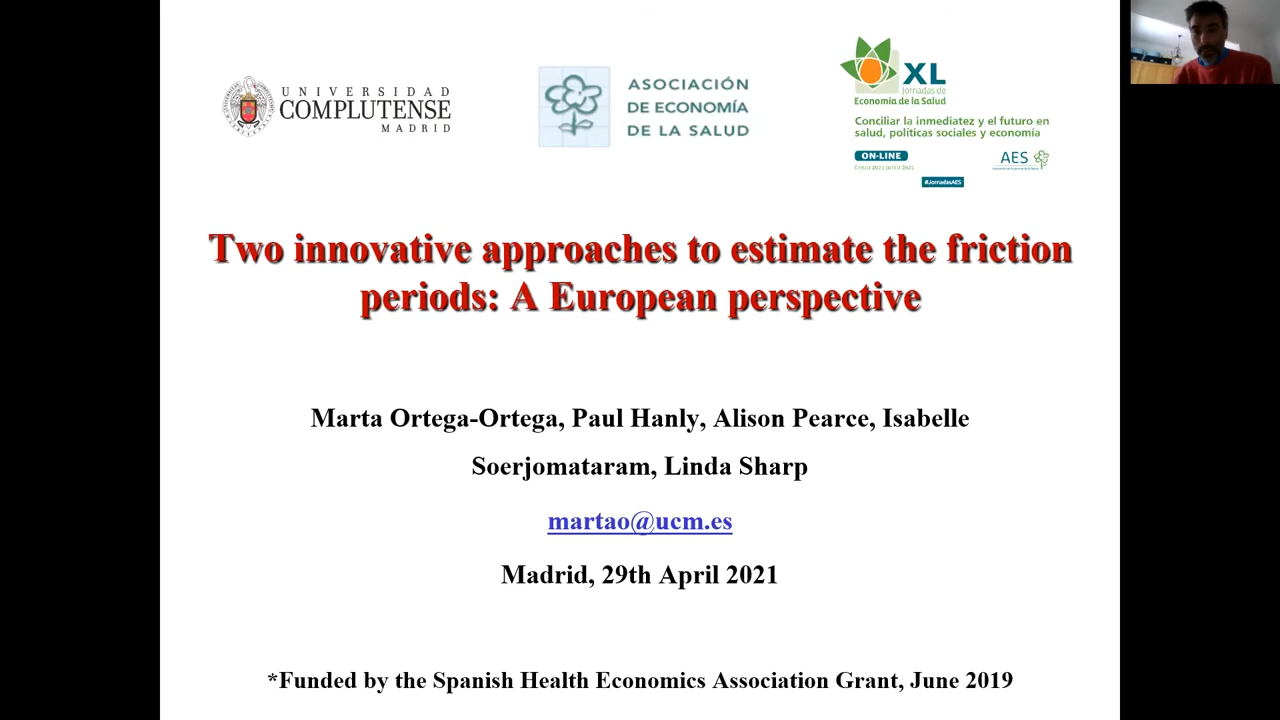 UNIVERSIDAD
COMPLUTENSE
MADRID
ASOCIACIÓN
DE ECONOMÍA
DE LA SALUD
XL
Jornadas de
Economía de la Salud
Conciliar la inmediatez y el futuro en
salud, políticas sociales y economía
ON-LINE
AES
#JornadasAES
Two innovative approaches to estimate the friction
periods: A European perspective
Marta Ortega-Ortega, Paul Hanly, Alison Pearce, Isabelle
Soerjomataram, Linda Sharp
martao@ucm.es
Madrid, 29th April 2021
*Funded by the Spanish Health Economics Association Grant, June 2019